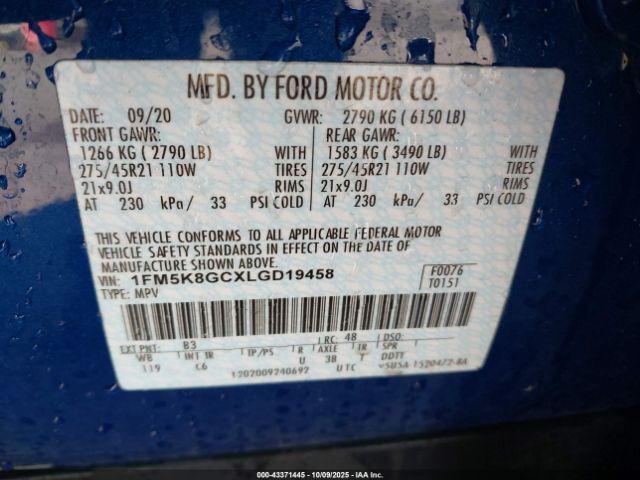 MFD. BY FORD MOTOR CO.
DATE: 09/20 GVWR: 2790 KG ( 6150 LB)
FRONT GAWR: REAR GAWR:
1266 KG ( 2790 LB) WITH 1583 KG ( 3490 LB) WITH
275/45R21 110W TIRES 275/45R21 110W TIRES
21x9.0J RIMS 21x9.0J RIMS
AT 230 kPa/ 33 PSI COLD AT 230 kPa/ 33 PSI COLD
THIS VEHICLE CONFORMS TO ALL APPLICABLE FEDERAL MOTOR
VEHICLE SAFETY STANDARDS IN EFFECT ON THE DATE OF
MANUFACTURE SHOWN ABOVE.
VIN: 1FM5K8GCXLGD19458 F0076
TYPE: MPV T0151
EXT PNT: B3 RC: 48 DSO:
WB INT TR TP/PS R AXLE TR SPR
119 C6 U 38 T DDTT
1202009240692 UTC
000-43371445 - 10/09/2025 - IAA Inc.